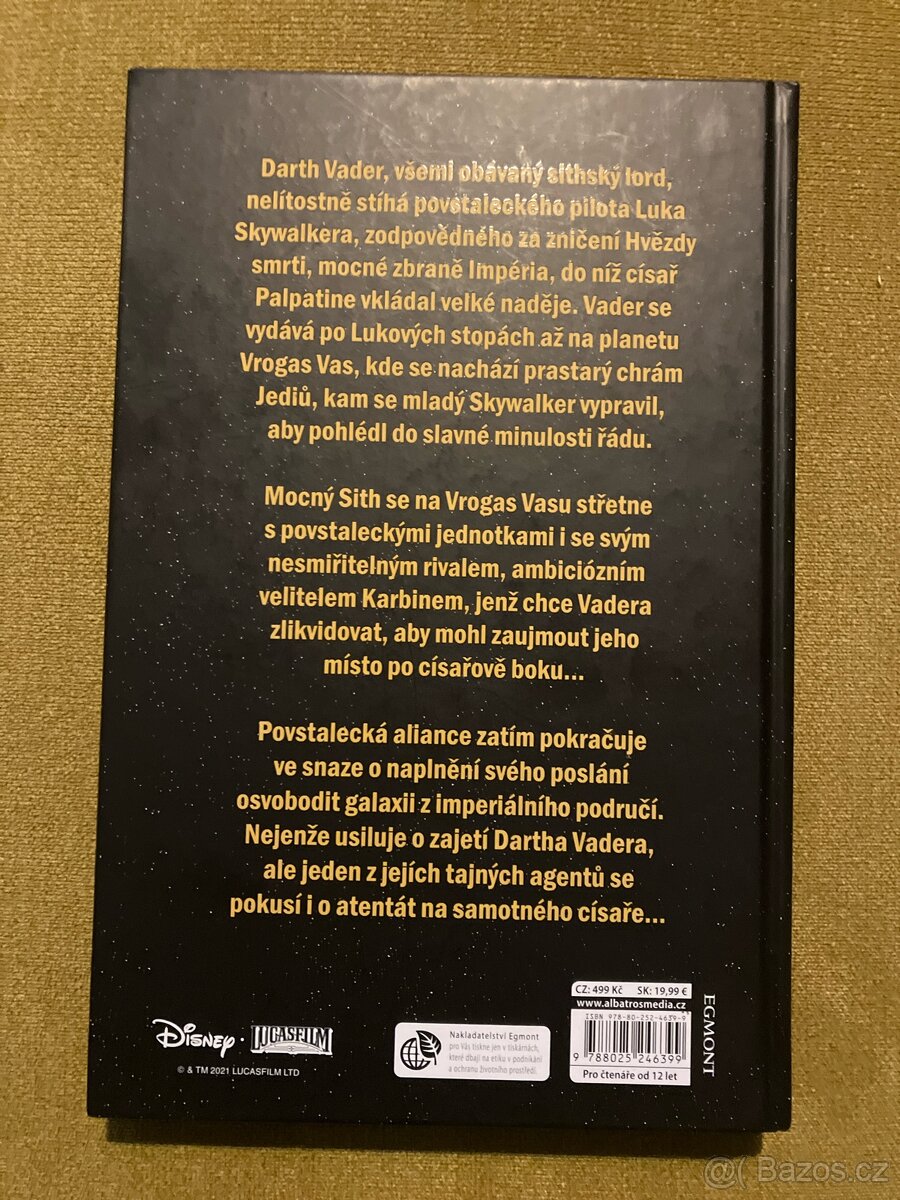 Darth Vader, všemi obávaný sithský lord,
nelítostně stíhá povstaleckého pilota Luka
Skywalkera, zodpovědného za zničení Hvězdy
smrti, mocné zbraně Impéria, do níž císař
Palpatine vkládal velké naděje. Vader se
vydává po Lukových stopách až na planetu
Vrogas Vas, kde se nachází prastarý chrám
Jediů, kam se mladý Skywalker vypravil,
aby pohlédl do slavné minulosti řádu.
Mocný Sith se na Vrogas Vasu střetne
s povstaleckými jednotkami i se svým
nesmiřitelným rivalem, ambiciózním
velitelem Karbinem, jenž chce Vadera
zlikvidovat, aby mohl zaujmout jeho
místo po císařově boku...
Povstalecká aliance zatím pokračuje
ve snaze o naplnění svého poslání
osvobodit galaxii z imperiálního područí.
Nejenže usiluje o zajetí Dartha Vadera,
ale jeden z jejích tajných agentů se
pokusí i o atentát na samotného císaře...
Disney · LUCASFILM
© & TM 2021 LUCASFILM LTD
Nakladatelství Egmont
pro Vás tiskne jen v tiskárnách,
které dbají na etiku v podnikání
a ochranu životního prostředí.
CZ: 499 Kč SK: 19,99 €
www.albatrosmedia.cz
ISBN 978-80-252-4639-9
9 788025 246399
Pro čtenáře od 12 let
EGMONT
@( Bazos.cz